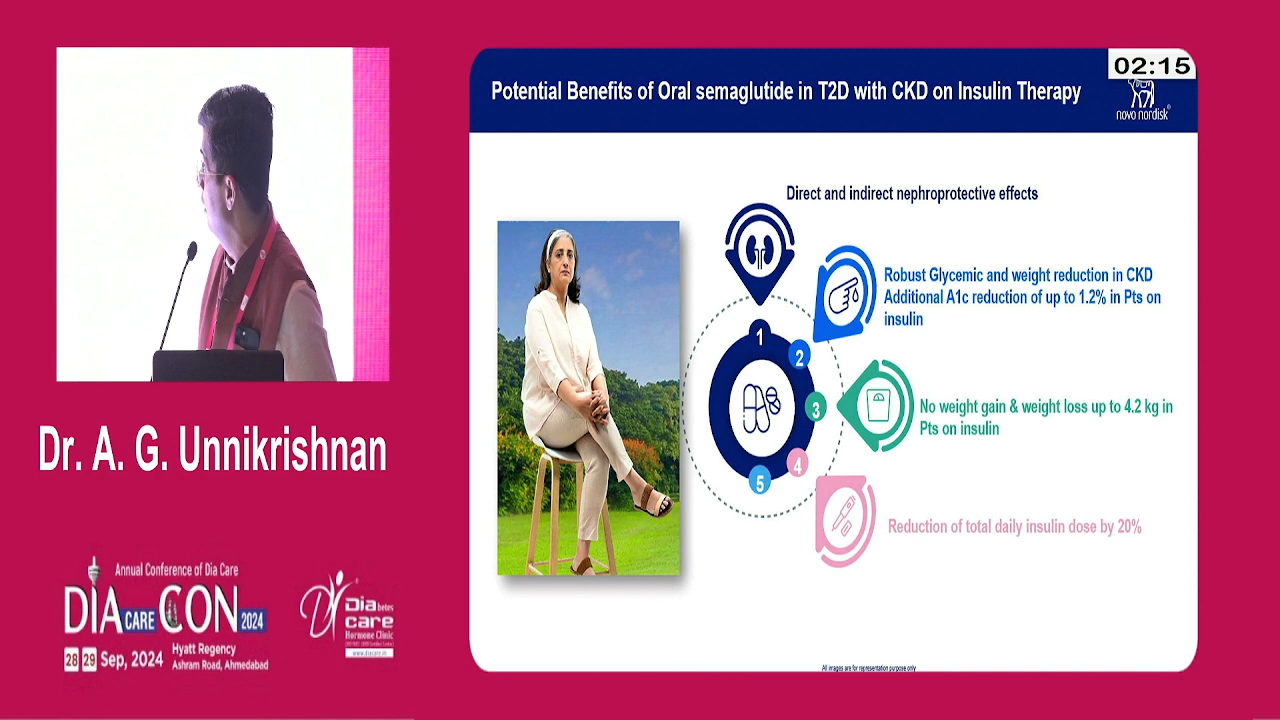 02:15
Potential Benefits of Oral semaglutide in T2D with CKD on Insulin Therapy
novo nordisk®
Direct and indirect nephroprotective effects
Robust Glycemic and weight reduction in CKD
Additional A1c reduction of up to 1.2% in Pts on
insulin
1
2
3
4
5
No weight gain & weight loss up to 4.2 kg in
Pts on insulin
Reduction of total daily insulin dose by 20%
All images are for representation purpose only
Dr. A. G. Unnikrishnan
Annual Conference of Dia Care
DIA CARE CON 2024
28 29 Sep, 2024
Hyatt Regency
Ashram Road, Ahmedabad
Diabetes
care
Hormone Clinic
www.diacare.in